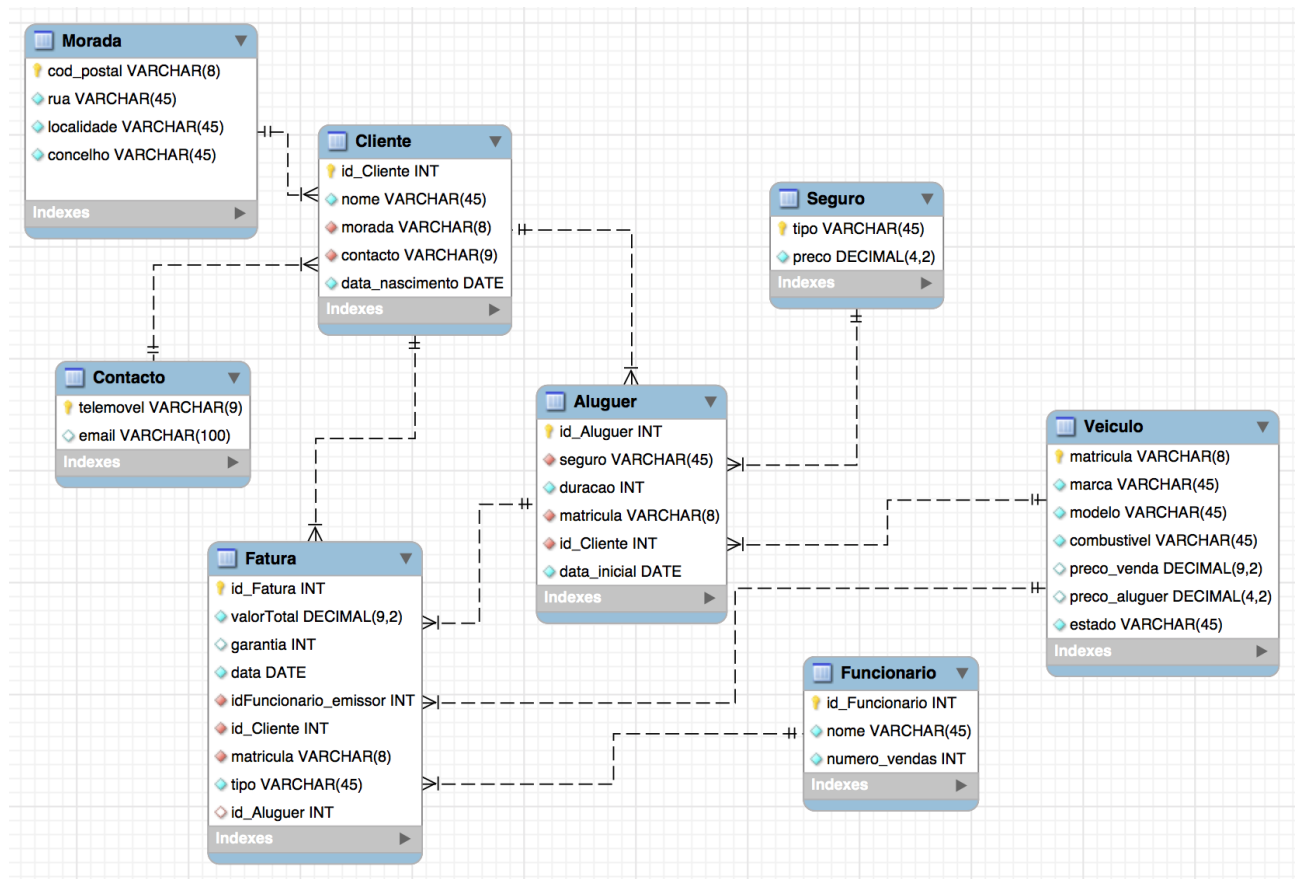 Morada
cod_postal VARCHAR(8)
rua VARCHAR(45)
localidade VARCHAR(45)
concelho VARCHAR(45)
Indexes
Cliente
id_Cliente INT
nome VARCHAR(45)
morada VARCHAR(8)
contacto VARCHAR(9)
data_nascimento DATE
Indexes
Seguro
tipo VARCHAR(45)
preco DECIMAL(4,2)
Indexes
Contacto
telemovel VARCHAR(9)
email VARCHAR(100)
Indexes
Aluguer
id_Aluguer INT
seguro VARCHAR(45)
duracao INT
matricula VARCHAR(8)
id_Cliente INT
data_inicial DATE
Indexes
Veiculo
matricula VARCHAR(8)
marca VARCHAR(45)
modelo VARCHAR(45)
combustivel VARCHAR(45)
preco_venda DECIMAL(9,2)
preco_aluguer DECIMAL(4,2)
estado VARCHAR(45)
Indexes
Fatura
id_Fatura INT
valorTotal DECIMAL(9,2)
garantia INT
data DATE
idFuncionario_emissor INT
id_Cliente INT
matricula VARCHAR(8)
tipo VARCHAR(45)
id_Aluguer INT
Indexes
Funcionario
id_Funcionario INT
nome VARCHAR(45)
numero_vendas INT
Indexes